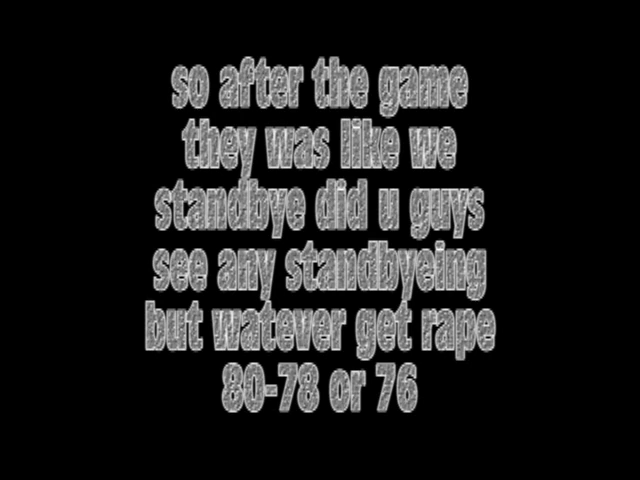 so after the game
they was like we
standbye did u guys
see any standbyeing
but watever get rape
80-78 or 76